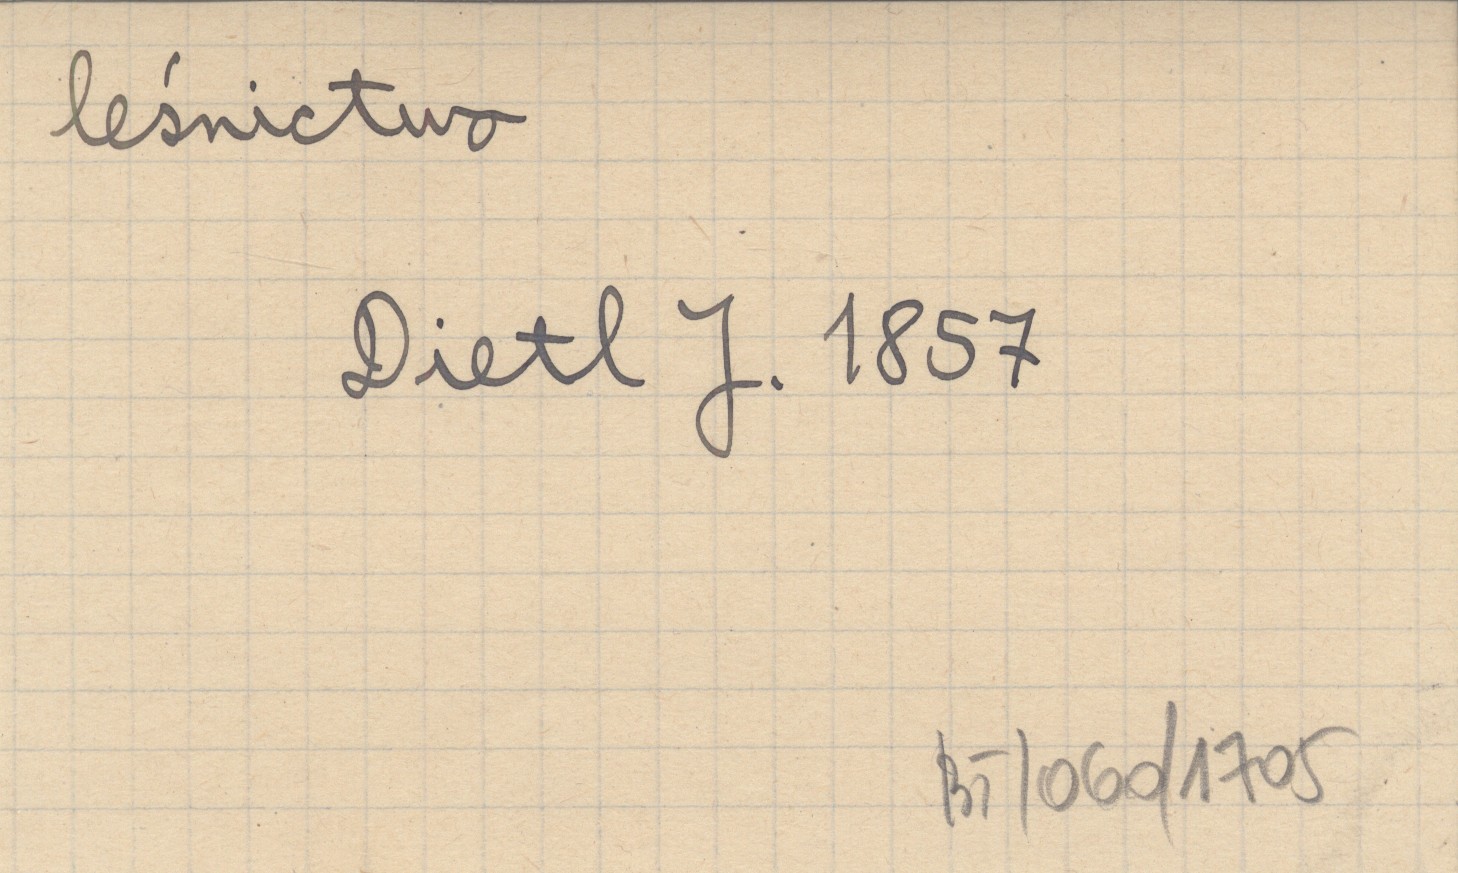 leśnictwo
Dietl J. 1857
BT/060/1705